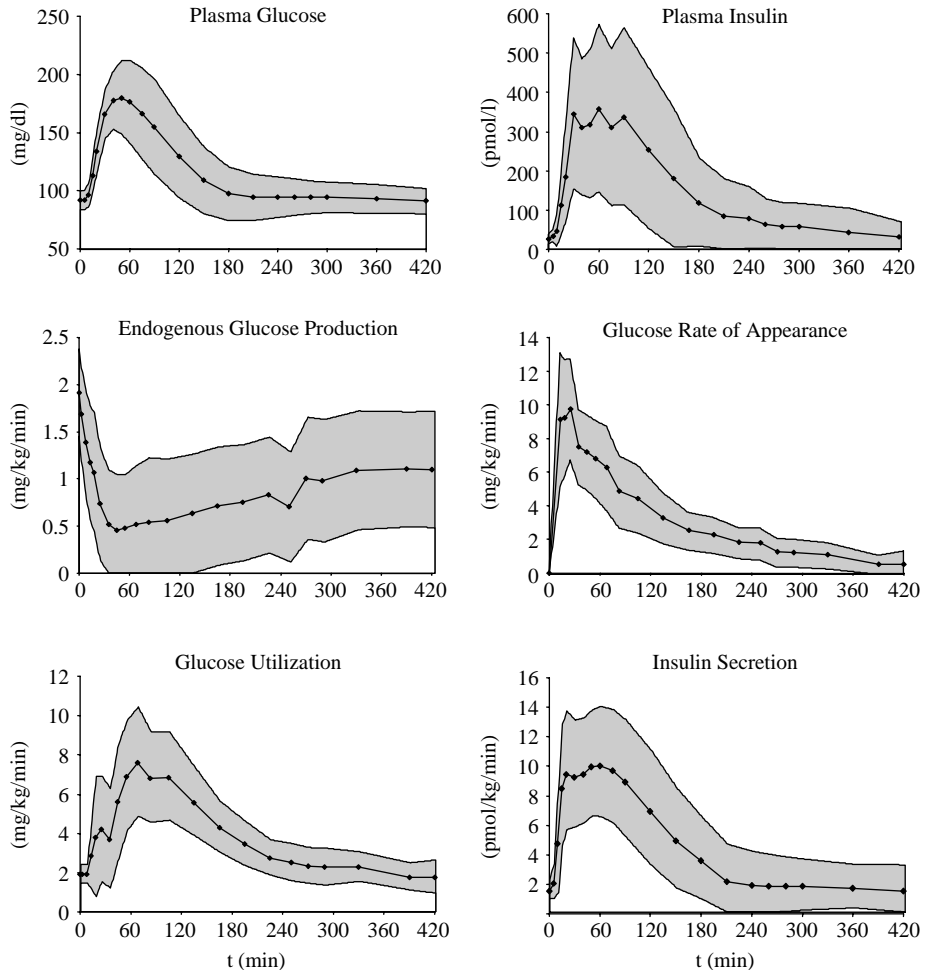 Plasma Glucose
(mg/dl)
250
200
150
100
50
0 60 120 180 240 300 360 420
Plasma Insulin
(pmol/l)
600
500
400
300
200
100
0
0 60 120 180 240 300 360 420
Endogenous Glucose Production
(mg/kg/min)
2.5
2
1.5
1
0.5
0
0 60 120 180 240 300 360 420
Glucose Rate of Appearance
(mg/kg/min)
14
12
10
8
6
4
2
0
0 60 120 180 240 300 360 420
Glucose Utilization
(mg/kg/min)
12
10
8
6
4
2
0
0 60 120 180 240 300 360 420
t (min)
Insulin Secretion
(pmol/kg/min)
16
14
12
10
8
6
4
2
0
0 60 120 180 240 300 360 420
t (min)